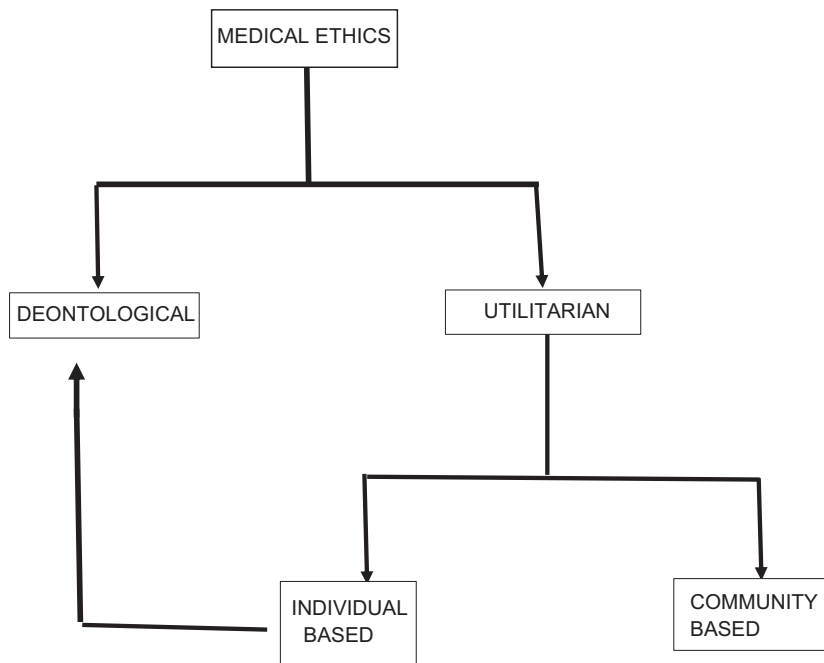 MEDICAL ETHICS
DEONTOLOGICAL
UTILITARIAN
INDIVIDUAL
BASED
COMMUNITY
BASED